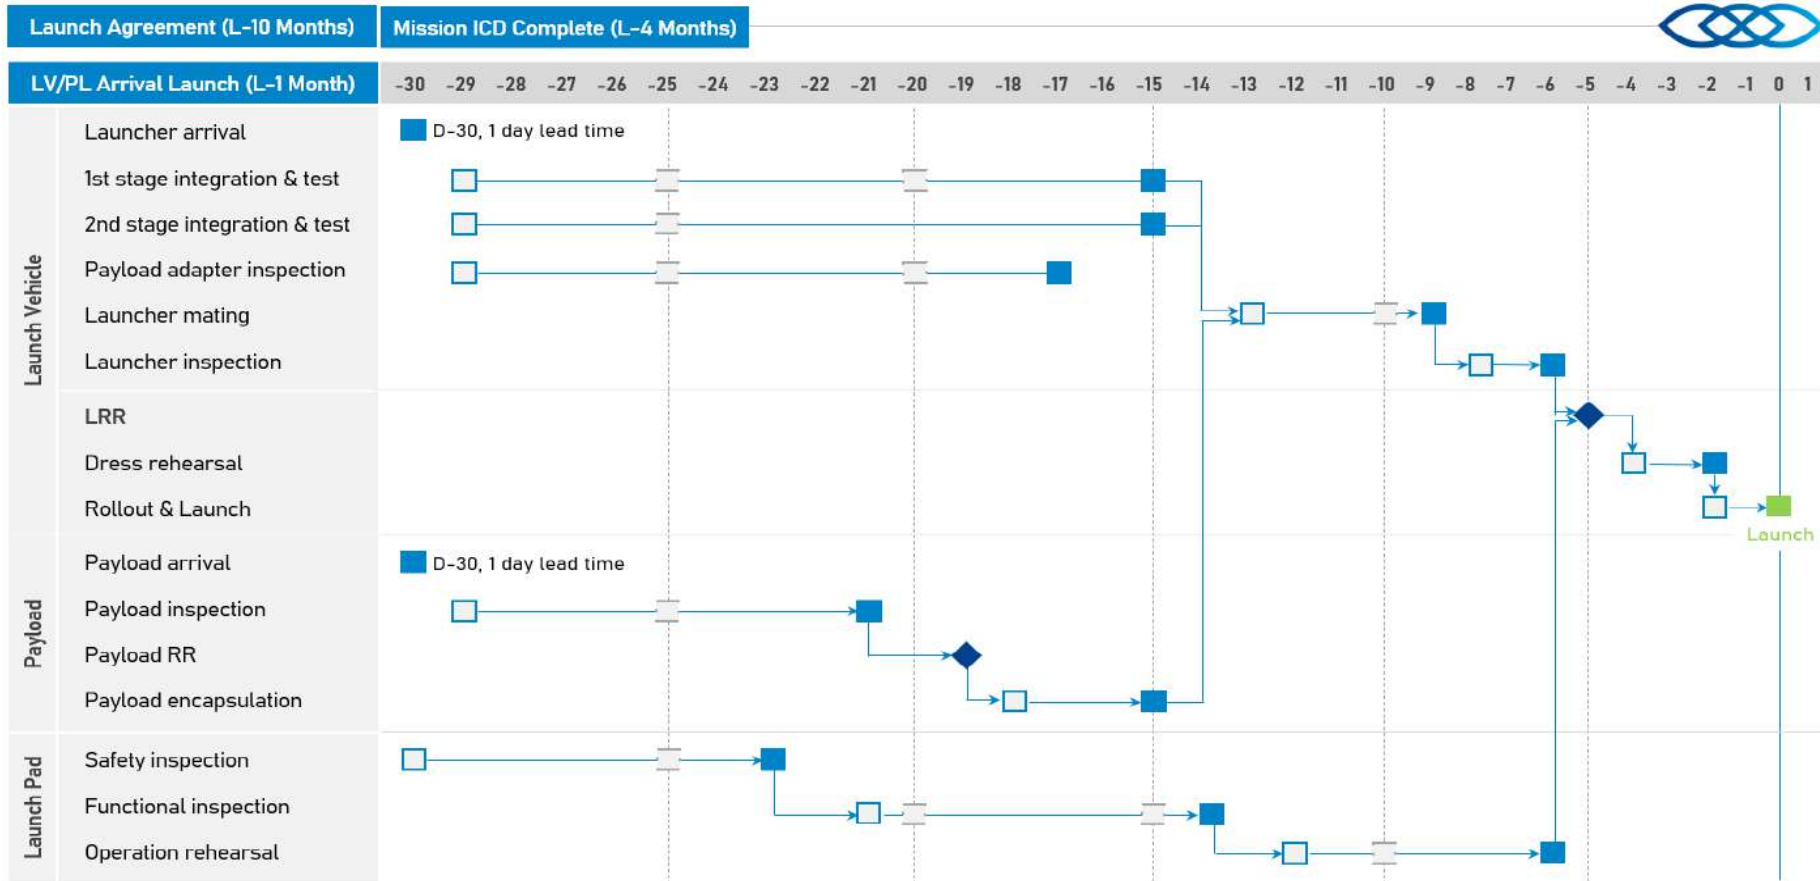 Launch Agreement (L-10 Months) Mission ICD Complete (L-4 Months)
LV/PL Arrival Launch (L-1 Month) -30 -29 -28 -27 -26 -25 -24 -23 -22 -21 -20 -19 -18 -17 -16 -15 -14 -13 -12 -11 -10 -9 -8 -7 -6 -5 -4 -3 -2 -1 0 1
Launch Vehicle
Launcher arrival D-30, 1 day lead time
1st stage integration & test
2nd stage integration & test
Payload adapter inspection
Launcher mating
Launcher inspection
LRR
Dress rehearsal
Rollout & Launch
Launch
Payload
Payload arrival D-30, 1 day lead time
Payload inspection
Payload RR
Payload encapsulation
Launch Pad
Safety inspection
Functional inspection
Operation rehearsal